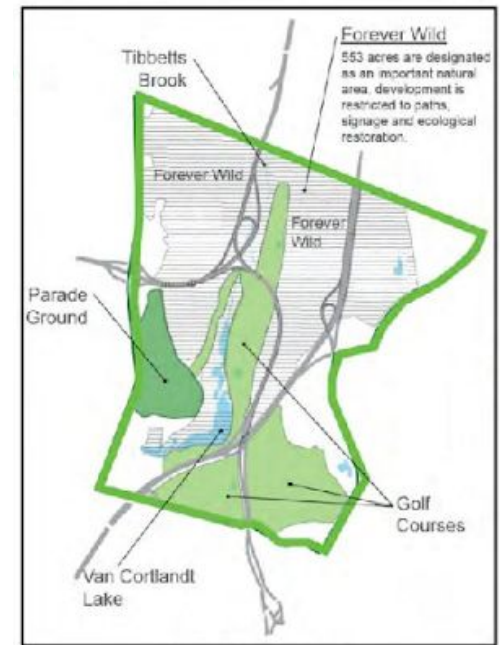 Tibbetts
Brook
Forever Wild
553 acres are designated
as an important natural
area, development is
restricted to paths,
signage and ecological
restoration.
Forever Wild
Forever
Wild
Parade
Ground
Golf
Courses
Van Cortlandt
Lake